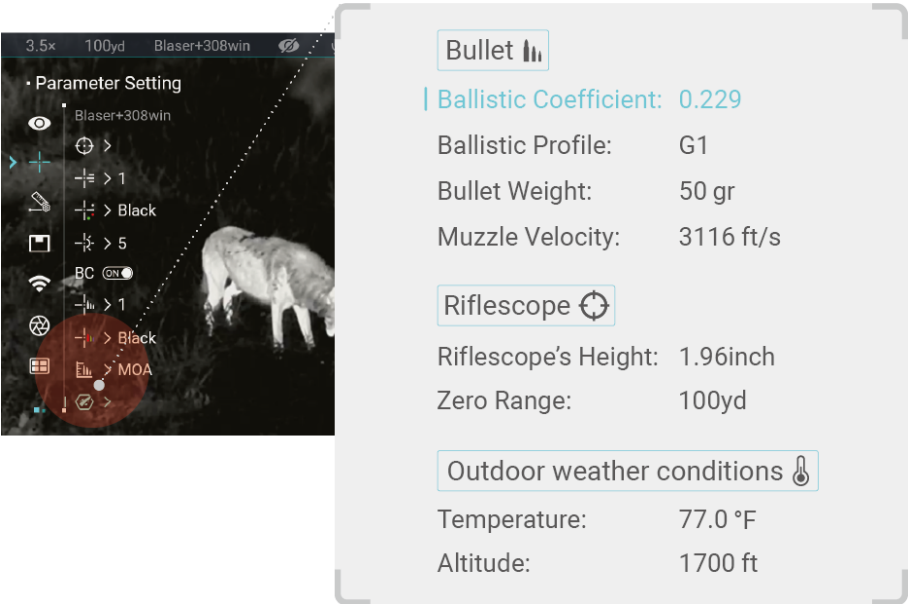 3.5× 100yd Blaser+308win
Parameter Setting
Blaser+308win
> 1
> Black
> 5
BC ON
> 1
> Black
> MOA
Bullet
Ballistic Coefficient: 0.229
Ballistic Profile: G1
Bullet Weight: 50 gr
Muzzle Velocity: 3116 ft/s
Riflescope
Riflescope's Height: 1.96inch
Zero Range: 100yd
Outdoor weather conditions
Temperature: 77.0 °F
Altitude: 1700 ft